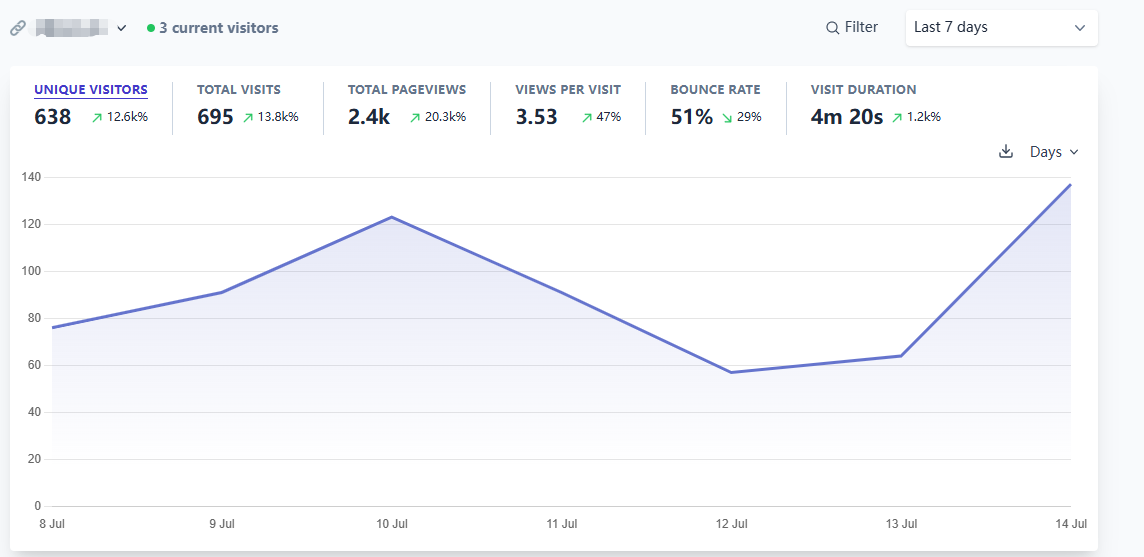 3 current visitors
Filter
Last 7 days
UNIQUE VISITORS
638 12.6k%
TOTAL VISITS
695 13.8k%
TOTAL PAGEVIEWS
2.4k 20.3k%
VIEWS PER VISIT
3.53 47%
BOUNCE RATE
51% 29%
VISIT DURATION
4m 20s 1.2k%
Days
140
120
100
80
60
40
20
0
8 Jul 9 Jul 10 Jul 11 Jul 12 Jul 13 Jul 14 Jul